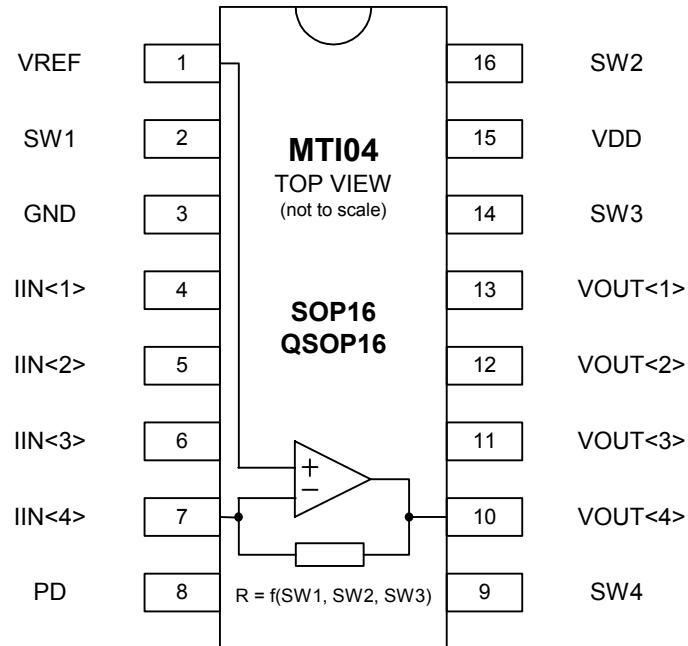 VREF 1 16 SW2
SW1 2 MTI04 15 VDD
TOP VIEW
GND 3 (not to scale) 14 SW3
IIN<1> 4 13 VOUT<1>
SOP16
QSOP16
IIN<2> 5 12 VOUT<2>
IIN<3> 6 11 VOUT<3>
+
−
IIN<4> 7 10 VOUT<4>
PD 8 R = f(SW1, SW2, SW3) 9 SW4